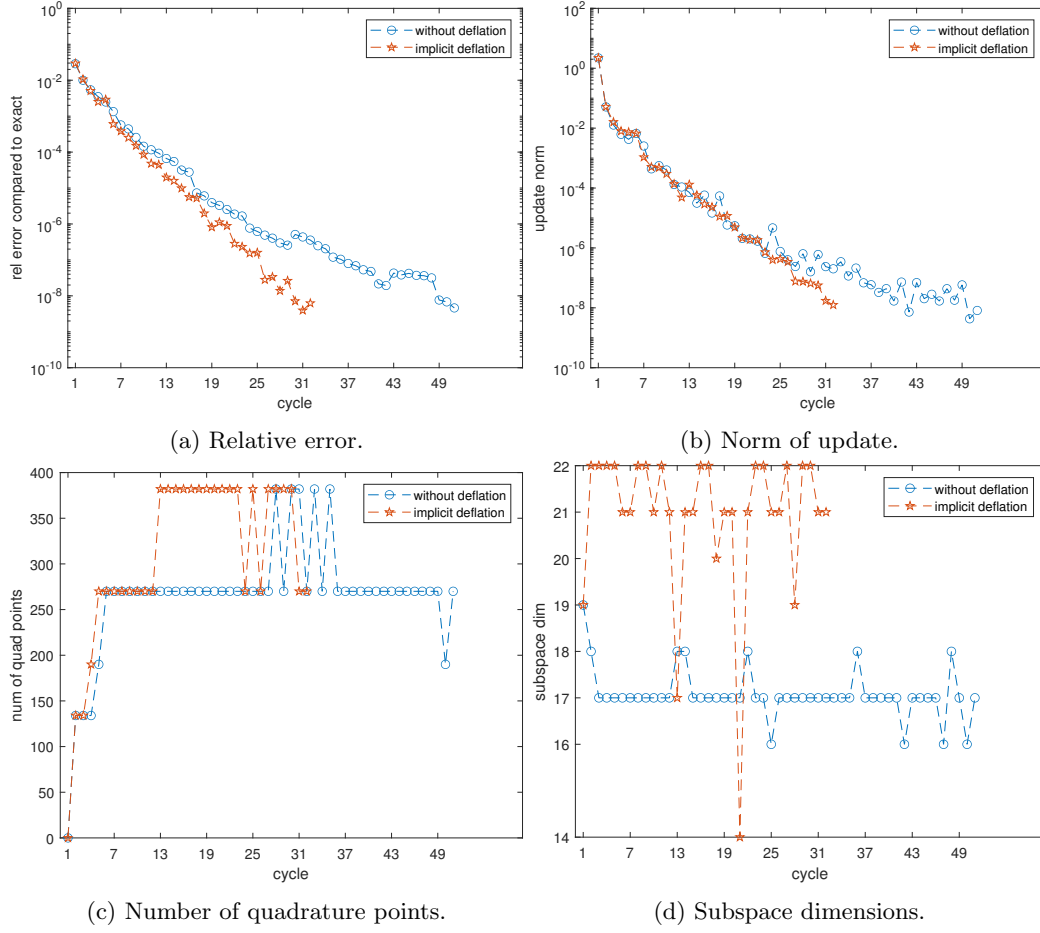 without deflation
implicit deflation
rel error compared to exact
10^-2
10^-4
10^-6
10^-8
10^-10
1 7 13 19 25 31 37 43 49
cycle
(a) Relative error.
without deflation
implicit deflation
update norm
10^2
10^0
10^-2
10^-4
10^-6
10^-8
10^-10
1 7 13 19 25 31 37 43 49
cycle
(b) Norm of update.
without deflation
implicit deflation
num of quad points
400
350
300
250
200
150
100
50
0
1 7 13 19 25 31 37 43 49
cycle
(c) Number of quadrature points.
without deflation
implicit deflation
subspace dim
22
21
20
19
18
17
16
14
1 7 13 19 25 31 37 43 49
cycle
(d) Subspace dimensions.